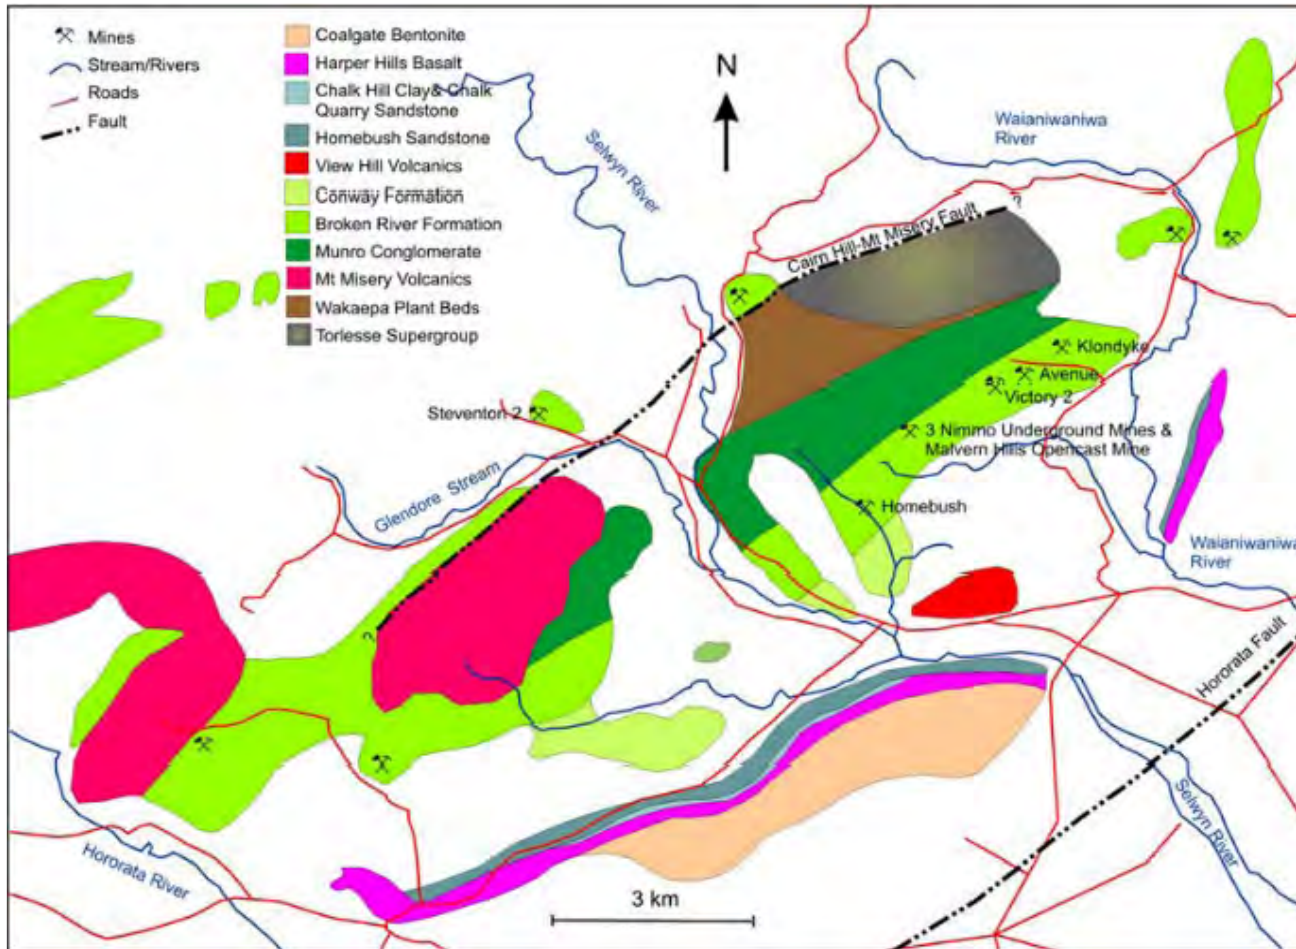 Mines
Stream/Rivers
Roads
Fault
Coalgate Bentonite
Harper Hills Basalt
Chalk Hill Clay& Chalk
Quarry Sandstone
Homebush Sandstone
View Hill Volcanics
Conway Formation
Broken River Formation
Munro Conglomerate
Mt Misery Volcanics
Wakaepa Plant Beds
Torlesse Supergroup
N
Selwyn River
Waianiwaniwa
River
Cairn Hill-Mt Misery Fault
?
Klondyke
Avenue
Victory 2
Steventon 2
3 Nimmo Underground Mines &
Malvern Hills Opencast Mine
Glendore Stream
Homebush
Waianiwaniwa
River
?
Hororata Fault
Selwyn River
Hororata River
3 km